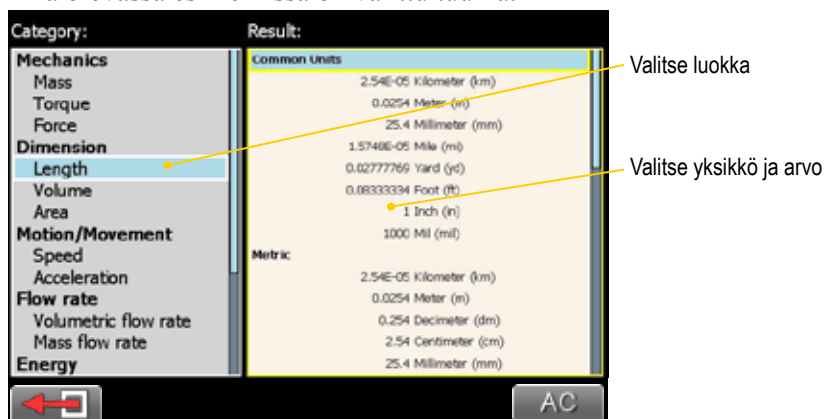 Category:
Mechanics
Mass
Torque
Force
Dimension
Length
Volume
Area
Motion/Movement
Speed
Acceleration
Flow rate
Volumetric flow rate
Mass flow rate
Energy
Result:
Common Units
2.54E-05 Kilometer (km)
0.0254 Meter (m)
25.4 Millimeter (mm)
1.5748E-05 Mile (mi)
0.02777769 Yard (yd)
0.08333334 Foot (ft)
1 Inch (in)
1000 Mil (mil)
Metric
2.54E-05 Kilometer (km)
0.0254 Meter (m)
0.254 Decimeter (dm)
2.54 Centimeter (cm)
25.4 Millimeter (mm)
AC
Valitse luokka
Valitse yksikkö ja arvo